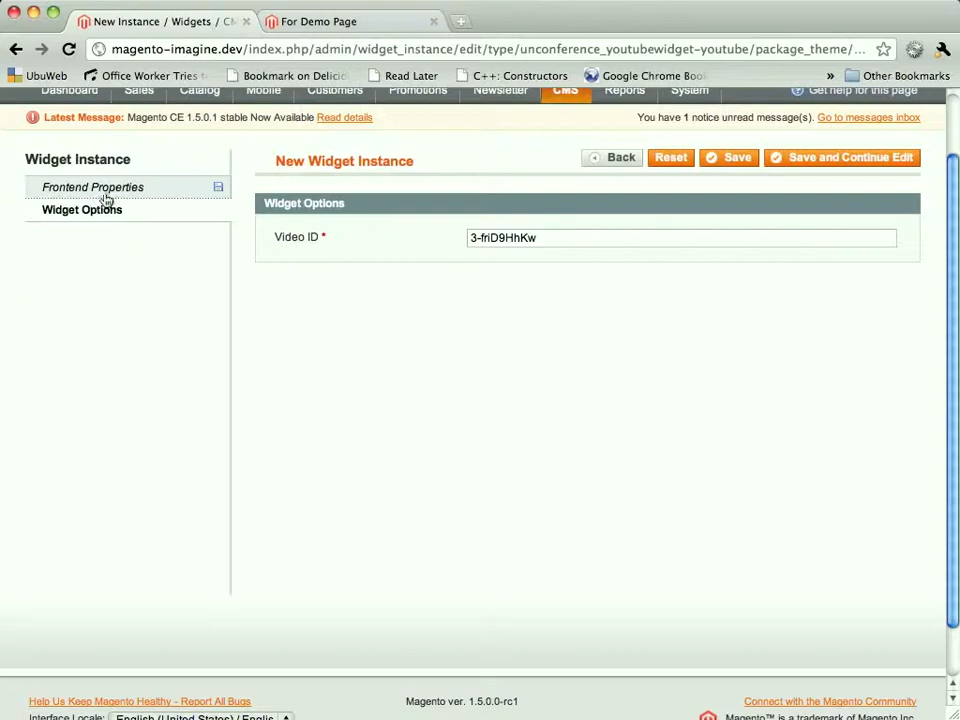 New Instance / Widgets / CM
For Demo Page
magento-imagine.dev/index.php/admin/widget_instance/edit/type/unconference_youtubewidget-youtube/package_theme/...
UbuWeb
Office Worker Tries t
Bookmark on Delicio
Read Later
C++: Constructors
Google Chrome Boo
»
Other Bookmarks
Dashboard
Sales
Catalog
Mobile
Customers
Promotions
Newsletter
CMS
Reports
System
Get help for this page
Latest Message: Magento CE 1.5.0.1 stable Now Available Read details
You have 1 notice unread message(s). Go to messages inbox
Widget Instance
Frontend Properties
Widget Options
New Widget Instance
Back
Reset
Save
Save and Continue Edit
Widget Options
Video ID *
3-friD9HhKw
Help Us Keep Magento Healthy - Report All Bugs
Magento ver. 1.5.0.0-rc1
Connect with the Magento Community
Interface Locale: English (United States) / Englis
Magento™ is a trademark of Magento Inc.